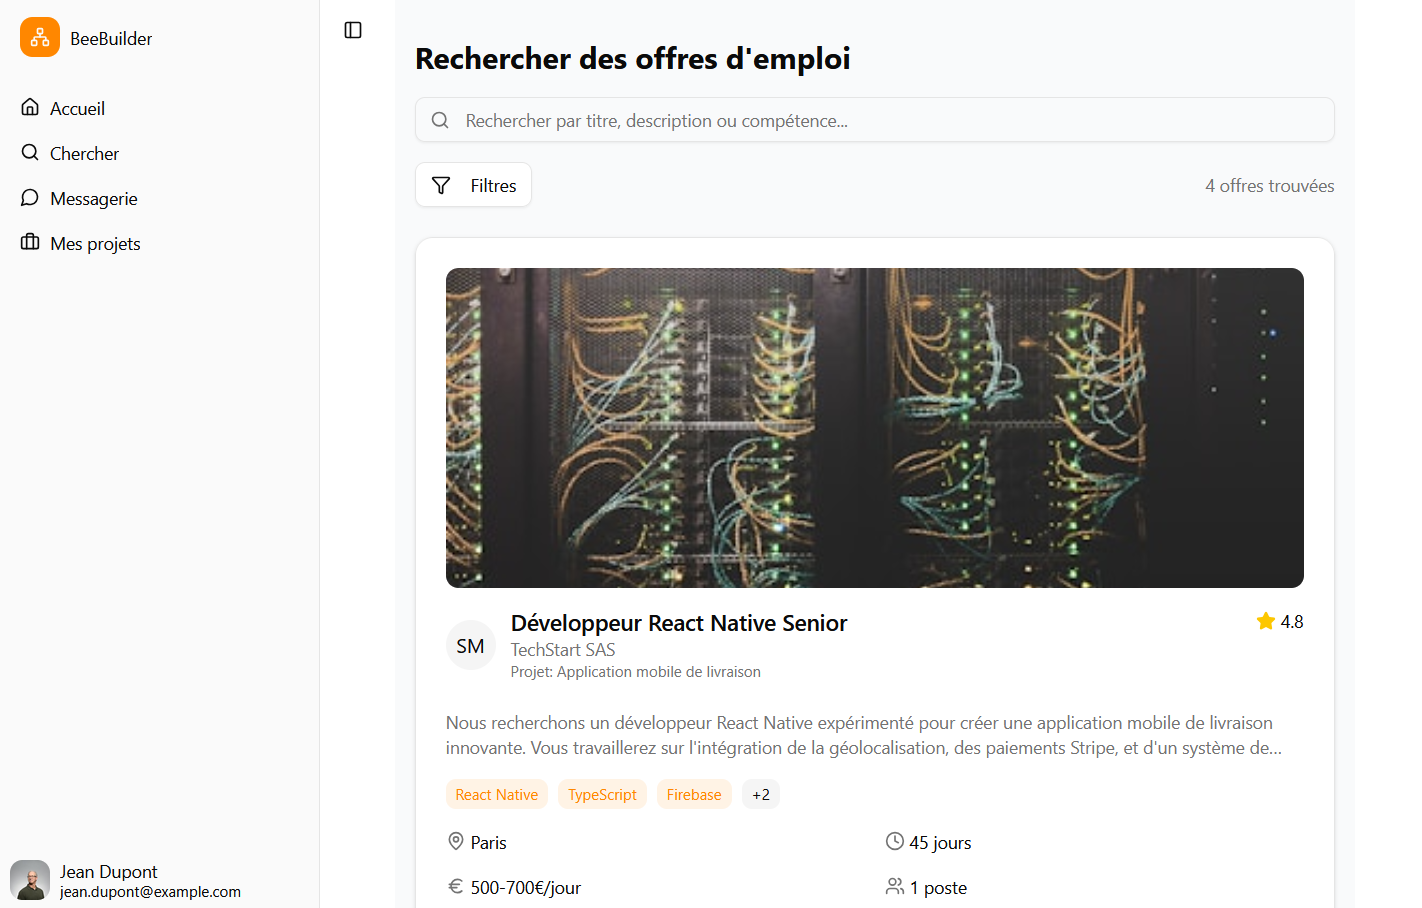 BeeBuilder
Accueil
Chercher
Messagerie
Mes projets
Jean Dupont
jean.dupont@example.com
Rechercher des offres d'emploi
Rechercher par titre, description ou compétence...
Filtres
4 offres trouvées
SM
Développeur React Native Senior
4.8
TechStart SAS
Projet: Application mobile de livraison
Nous recherchons un développeur React Native expérimenté pour créer une application mobile de livraison
innovante. Vous travaillerez sur l'intégration de la géolocalisation, des paiements Stripe, et d'un système de...
React Native TypeScript Firebase +2
Paris
45 jours
500-700€/jour
1 poste